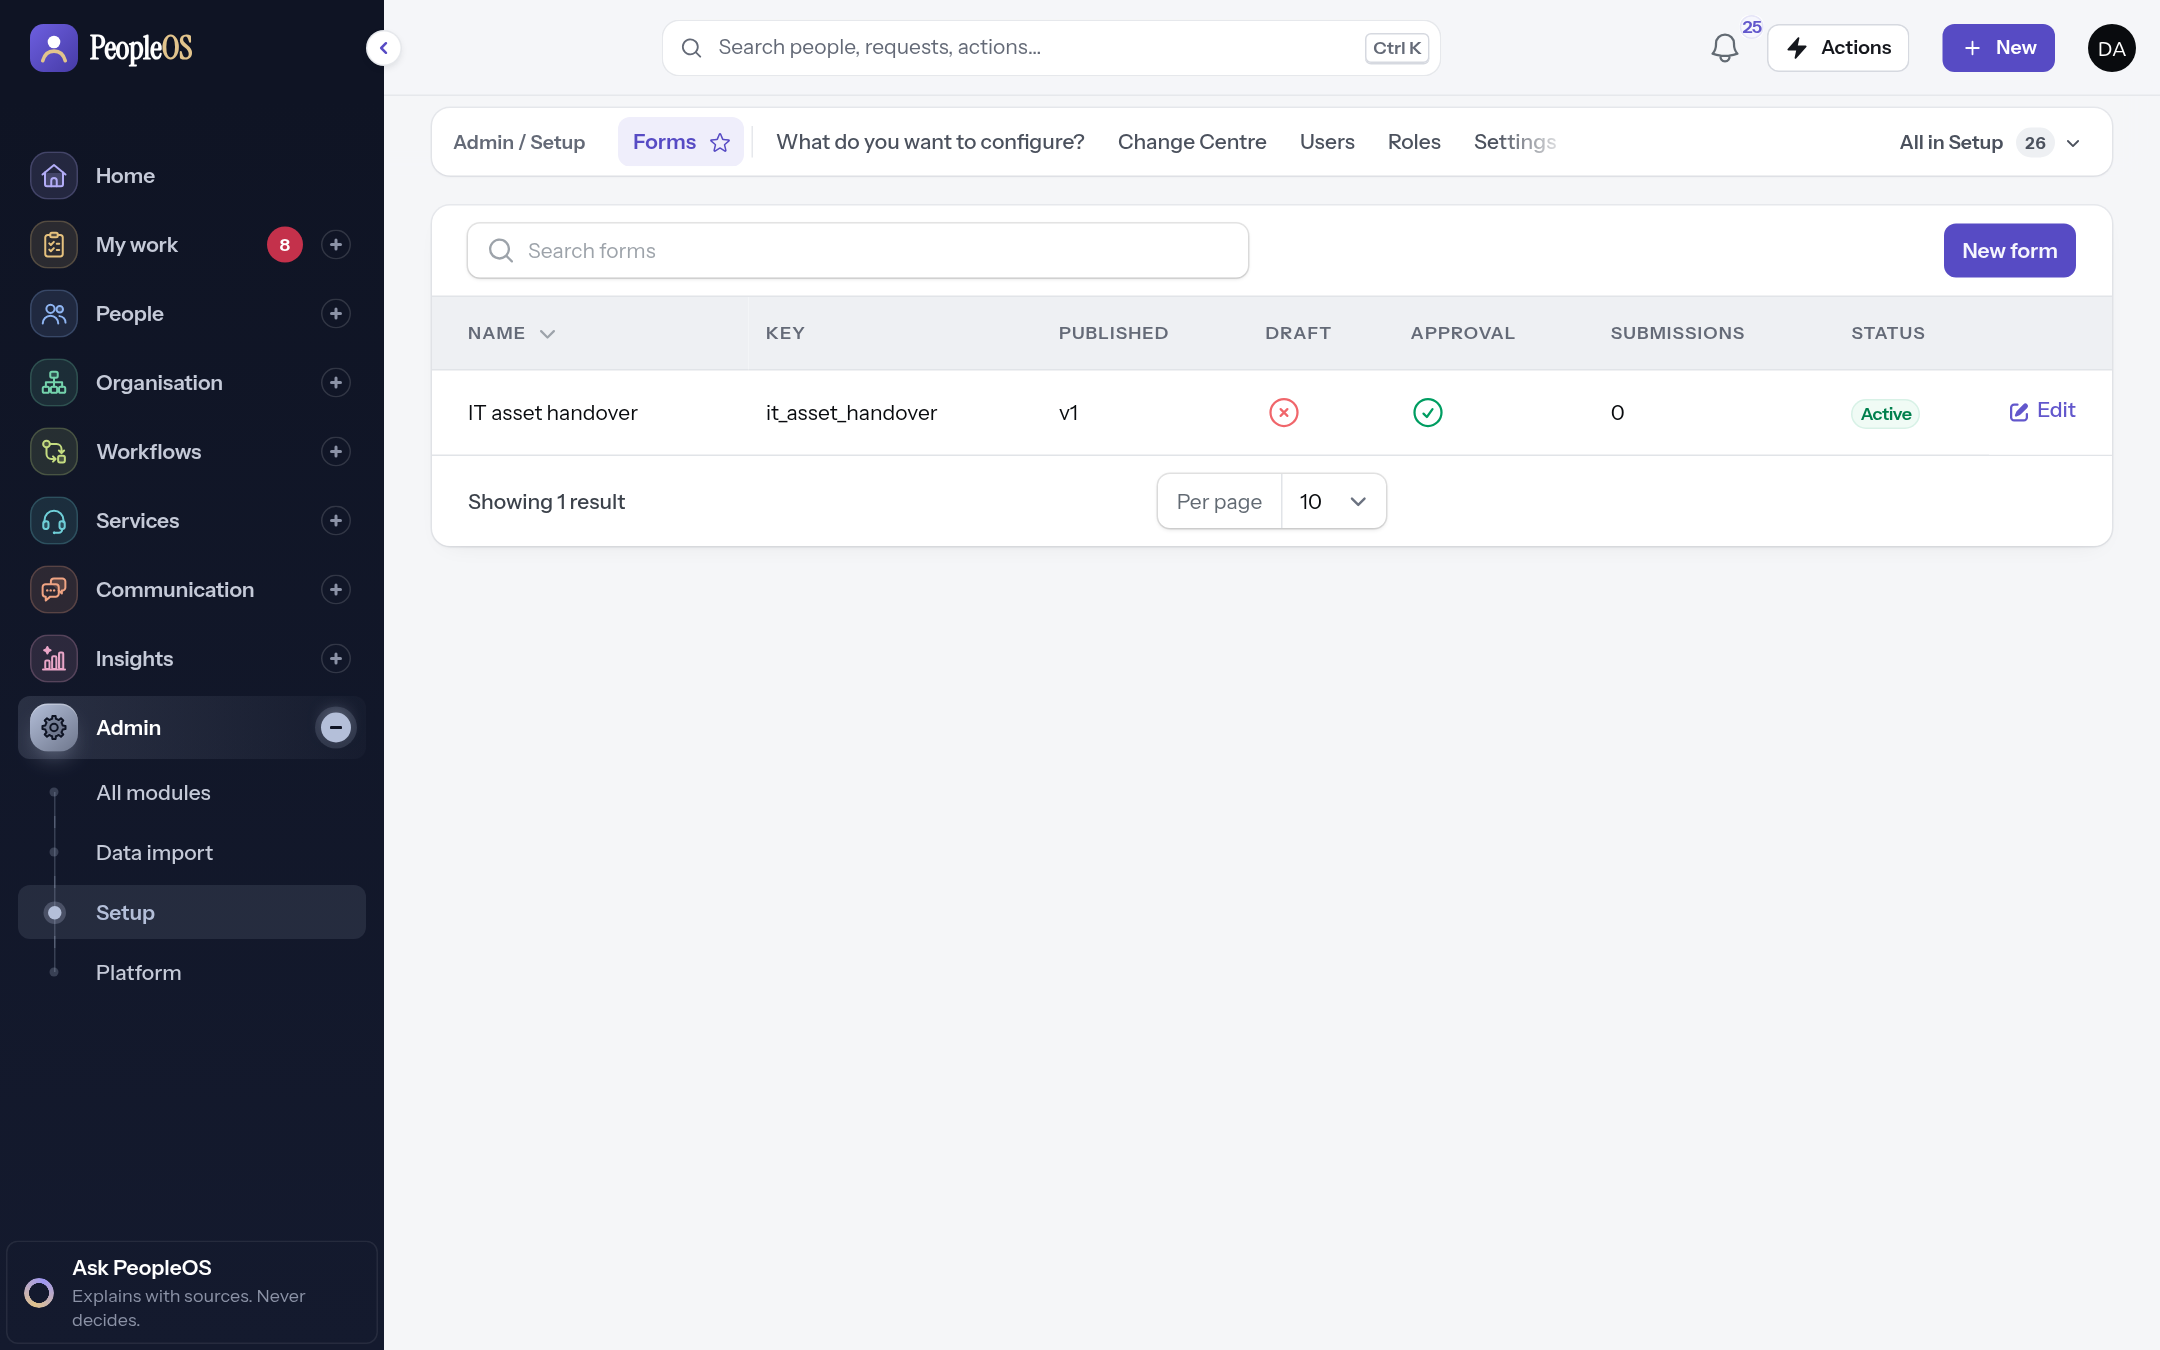 PeopleOS
Search people, requests, actions...
Ctrl K
25
Actions
New
DA
Home
My work
8
People
Organisation
Workflows
Services
Communication
Insights
Admin
All modules
Data import
Setup
Platform
Ask PeopleOS
Explains with sources. Never
decides.
Admin / Setup
Forms
What do you want to configure?
Change Centre
Users
Roles
Settings
All in Setup
26
Search forms
New form
NAME
KEY
PUBLISHED
DRAFT
APPROVAL
SUBMISSIONS
STATUS
IT asset handover
it_asset_handover
v1
0
Active
Edit
Showing 1 result
Per page
10